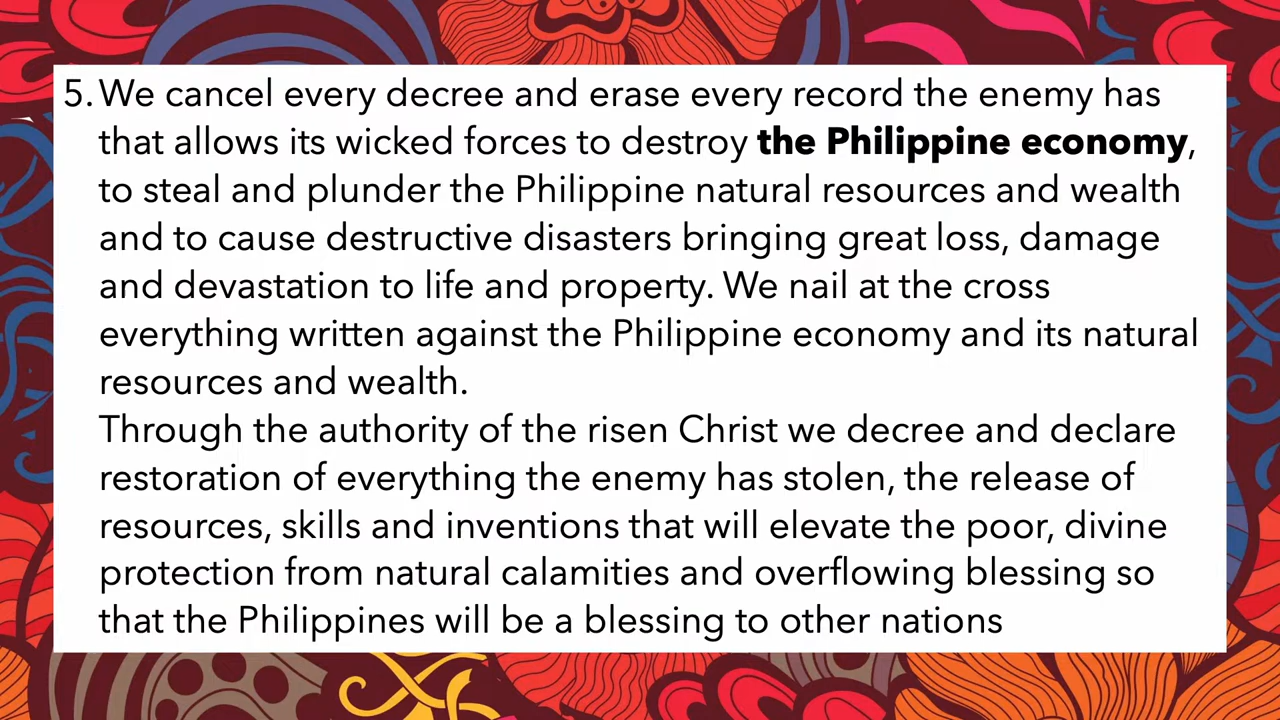 5. We cancel every decree and erase every record the enemy has
that allows its wicked forces to destroy the Philippine economy,
to steal and plunder the Philippine natural resources and wealth
and to cause destructive disasters bringing great loss, damage
and devastation to life and property. We nail at the cross
everything written against the Philippine economy and its natural
resources and wealth.
Through the authority of the risen Christ we decree and declare
restoration of everything the enemy has stolen, the release of
resources, skills and inventions that will elevate the poor, divine
protection from natural calamities and overflowing blessing so
that the Philippines will be a blessing to other nations